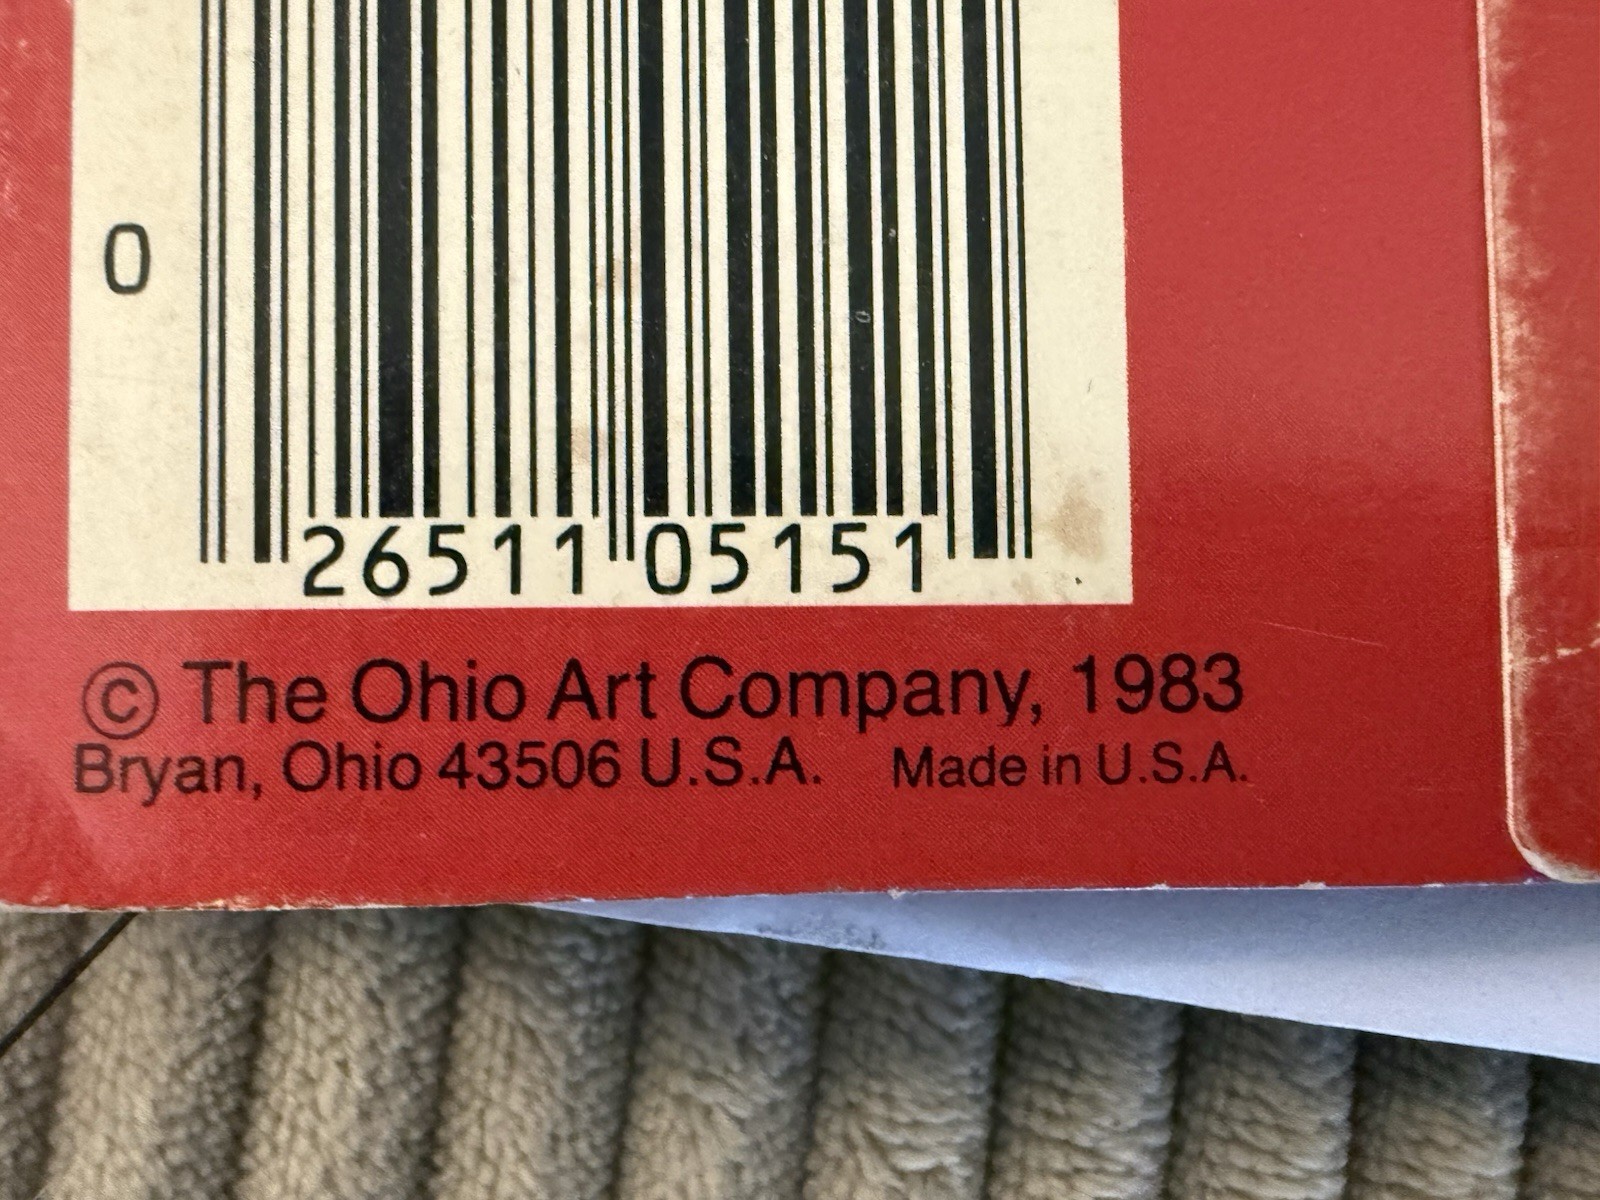 0
26511 05151
© The Ohio Art Company, 1983
Bryan, Ohio 43506 U.S.A. Made in U.S.A.